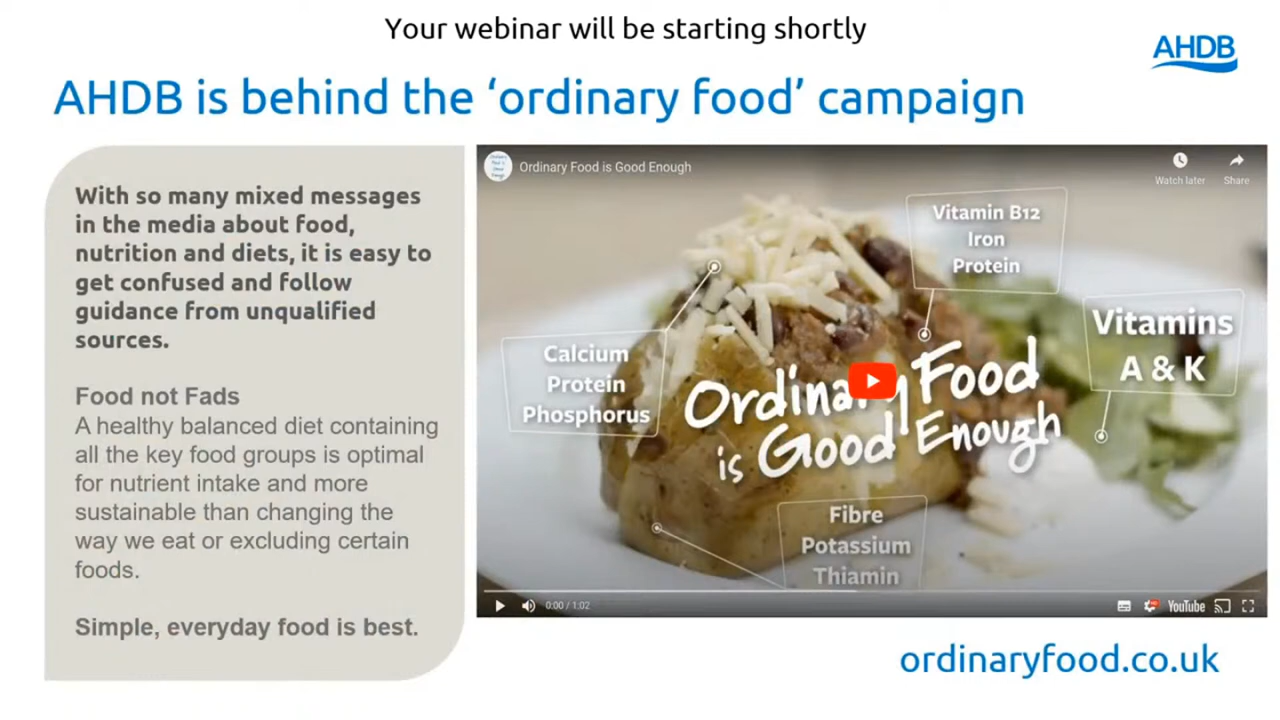 Your webinar will be starting shortly
AHDB
AHDB is behind the ‘ordinary food’ campaign
With so many mixed messages
in the media about food,
nutrition and diets, it is easy to
get confused and follow
guidance from unqualified
sources.
Food not Fads
A healthy balanced diet containing
all the key food groups is optimal
for nutrient intake and more
sustainable than changing the
way we eat or excluding certain
foods.
Simple, everyday food is best.
Ordinary Food is Good Enough
Watch later
Share
Vitamin B12
Iron
Protein
Vitamins
A & K
Calcium
Protein
Phosphorus
Ordinary Food
is Good Enough
Fibre
Potassium
Thiamin
0:00 / 1:02
YouTube
ordinaryfood.co.uk